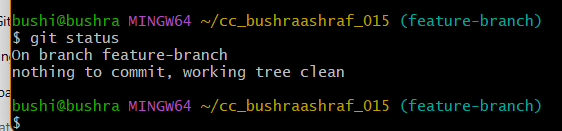 bushi@bushra MINGW64 ~/cc_bushraashraf_015 (feature-branch)
$ git status
On branch feature-branch
nothing to commit, working tree clean

bushi@bushra MINGW64 ~/cc_bushraashraf_015 (feature-branch)
$